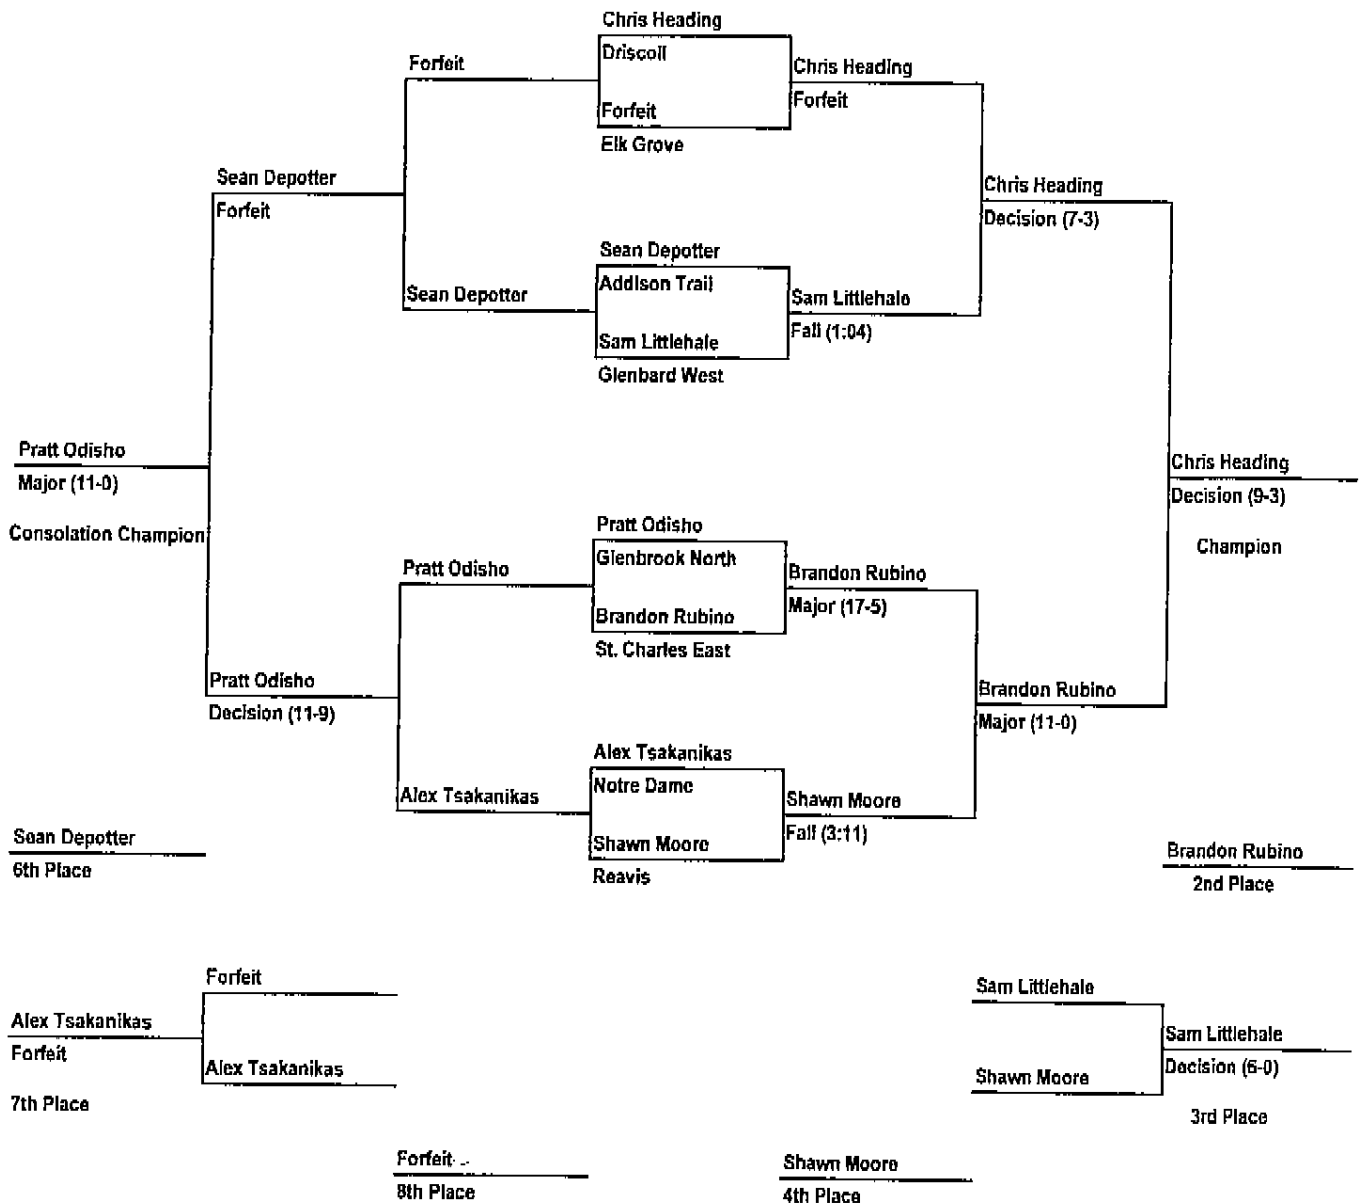 Chris Heading
Driscoll
Forfeit
Elk Grove
Chris Heading
Forfeit
Sean Depotter
Addison Trail
Sam Littlehale
Glenbard West
Sam Littlehale
Fall (1:04)
Chris Heading
Decision (7-3)
Forfeit
Sean Depotter
Sean Depotter
Forfeit
Pratt Odisho
Major (11-0)
Consolation Champion
Chris Heading
Decision (9-3)
Champion
Pratt Odisho
Glenbrook North
Brandon Rubino
St. Charles East
Brandon Rubino
Major (17-5)
Pratt Odisho
Pratt Odisho
Decision (11-9)
Brandon Rubino
Major (11-0)
Alex Tsakanikas
Notre Dame
Shawn Moore
Reavis
Shawn Moore
Fall (3:11)
Alex Tsakanikas
Sean Depotter
6th Place
Brandon Rubino
2nd Place
Forfeit
Alex Tsakanikas
Forfeit
Alex Tsakanikas
7th Place
Sam Littlehale
Sam Littlehale
Decision (6-0)
Shawn Moore
3rd Place
Forfeit
8th Place
Shawn Moore
4th Place